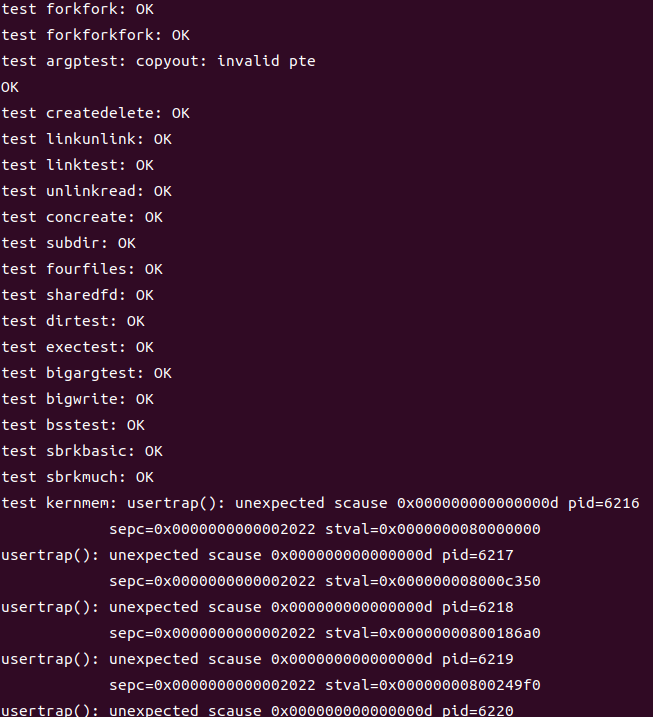 test forkfork: OK
test forkforkfork: OK
test argptest: copyout: invalid pte
OK
test createdelete: OK
test linkunlink: OK
test linktest: OK
test unlinkread: OK
test concreate: OK
test subdir: OK
test fourfiles: OK
test sharedfd: OK
test dirtest: OK
test exectest: OK
test bigargtest: OK
test bigwrite: OK
test bsstest: OK
test sbrkbasic: OK
test sbrkmuch: OK
test kernmem: usertrap(): unexpected scause 0x000000000000000d pid=6216
sepc=0x0000000000002022 stval=0x0000000080000000
usertrap(): unexpected scause 0x000000000000000d pid=6217
sepc=0x0000000000002022 stval=0x000000008000c350
usertrap(): unexpected scause 0x000000000000000d pid=6218
sepc=0x0000000000002022 stval=0x00000000800186a0
usertrap(): unexpected scause 0x000000000000000d pid=6219
sepc=0x0000000000002022 stval=0x00000000800249f0
usertrap(): unexpected scause 0x000000000000000d pid=6220